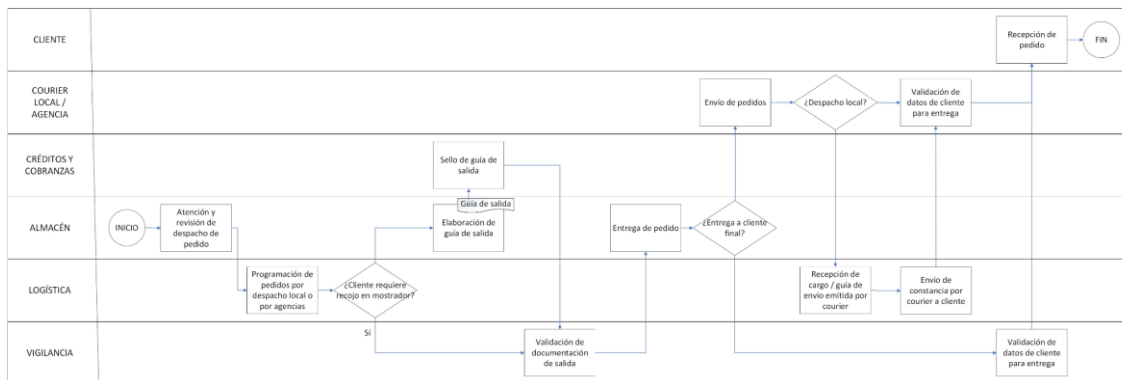 CLIENTE
Recepción de
pedido
FIN
COURIER
LOCAL /
AGENCIA
Envío de pedidos
¿Despacho local?
Validación de
datos de cliente
para entrega
CRÉDITOS Y
COBRANZAS
Sello de guía de
salida
ALMACÉN
INICIO
Atención y
revisión de
despacho de
pedido
Guía de salida
Elaboración de
guía de salida
Entrega de pedido
¿Entrega a cliente
final?
LOGÍSTICA
Programación de
pedidos por
despacho local o
por agencias
¿Cliente requiere
recojo en mostrador?
Recepción de
cargo / guía de
envío emitida por
courier
Envío de
constancia por
courier a cliente
VIGILANCIA
Si
Validación de
documentación
de salida
Validación de
datos de cliente
para entrega